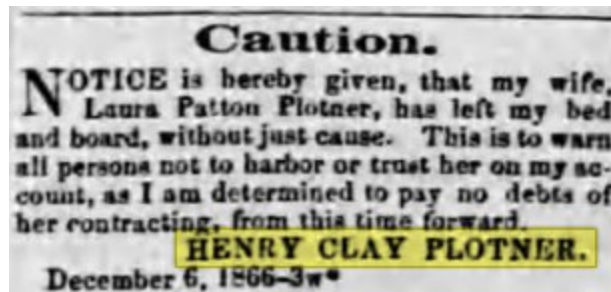 Caution.
NOTICE is hereby given, that my wife,
Laura Patton Plotner, has left my bed
and board, without just cause. This is to warn
all persons not to harbor or trust her on my ac-
count, as I am determined to pay no debts of
her contracting, from this time forward.
HENRY CLAY PLOTNER.
December 6, 1866-3w*